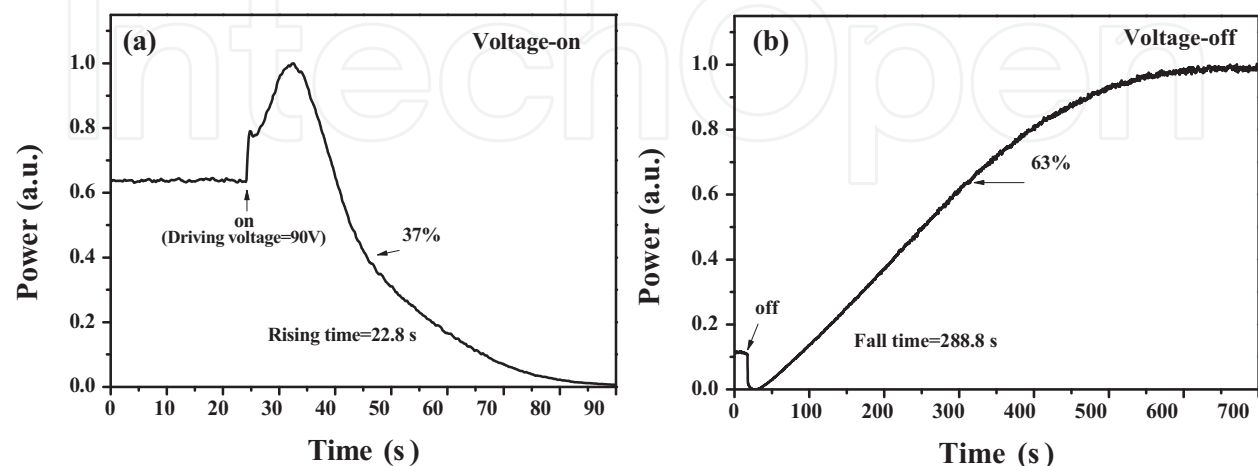 ntechOpen
(a)
Voltage-on
1.0
0.8
0.6
0.4
0.2
0.0
Power (a.u.)
on
(Driving voltage=90V)
37%
Rising time=22.8 s
0 10 20 30 40 50 60 70 80 90
Time (s)
(b)
Voltage-off
1.0
0.8
0.6
0.4
0.2
0.0
Power (a.u.)
63%
off
Fall time=288.8 s
0 100 200 300 400 500 600 700
Time (s)